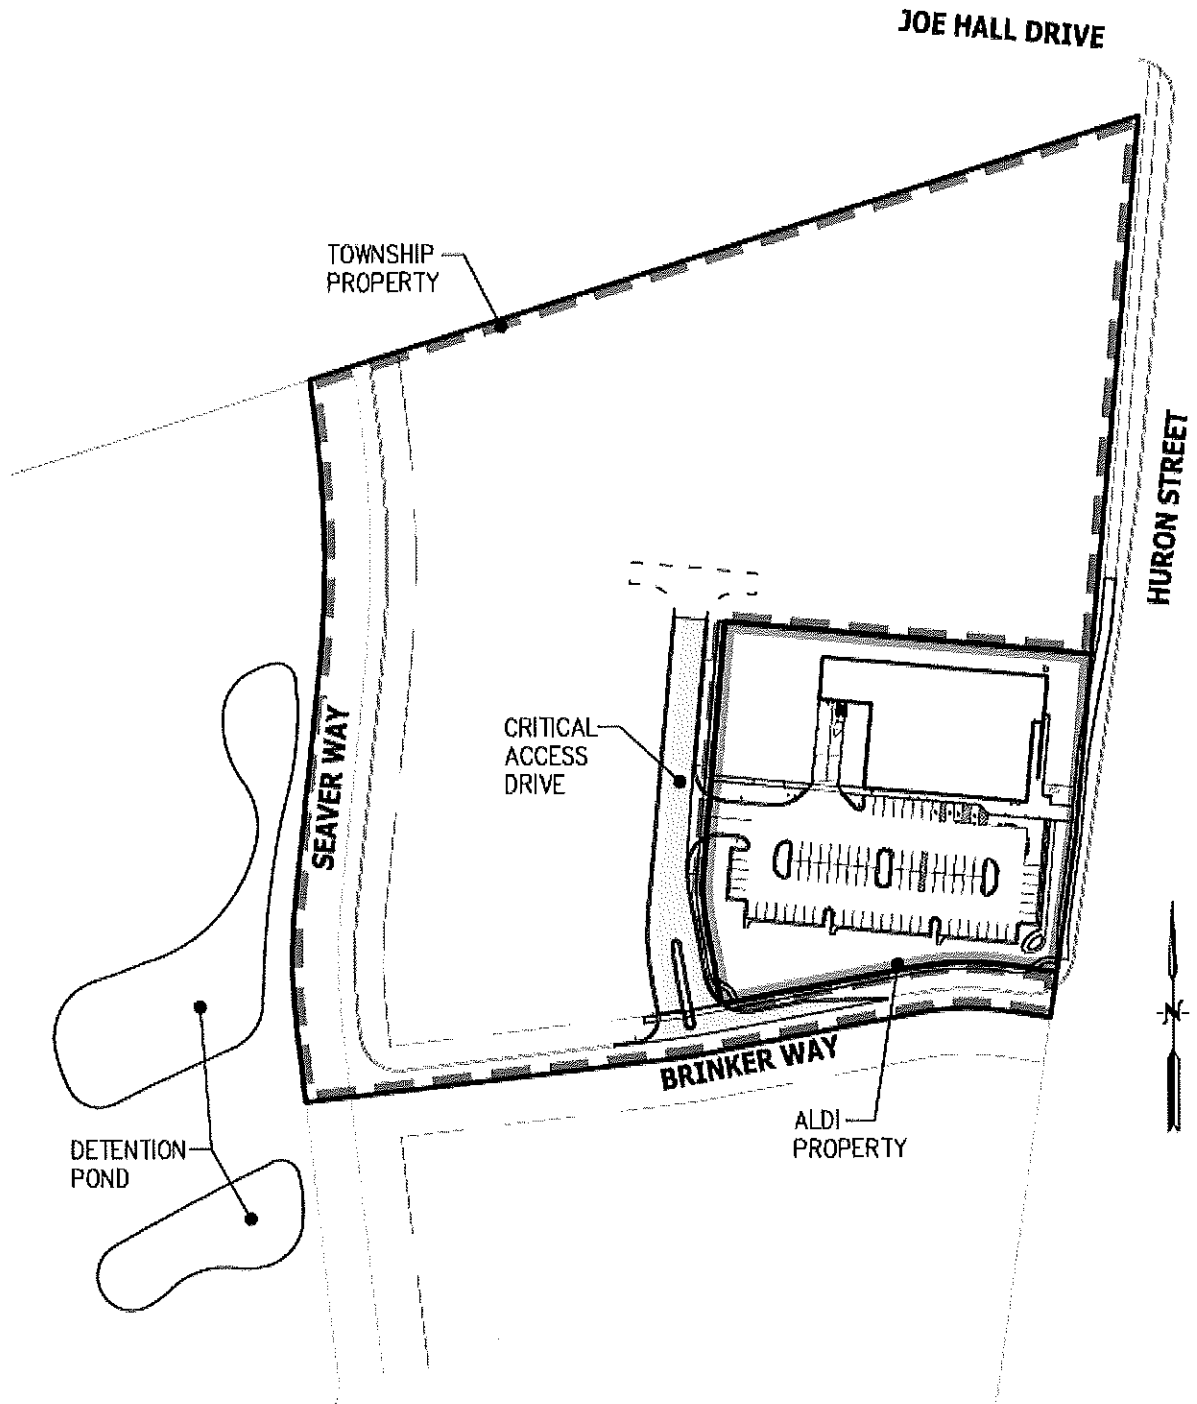 JOE HALL DRIVE
TOWNSHIP
PROPERTY
HURON STREET
CRITICAL
ACCESS
DRIVE
SEAVER WAY
N
BRINKER WAY
ALDI
PROPERTY
DETENTION
POND